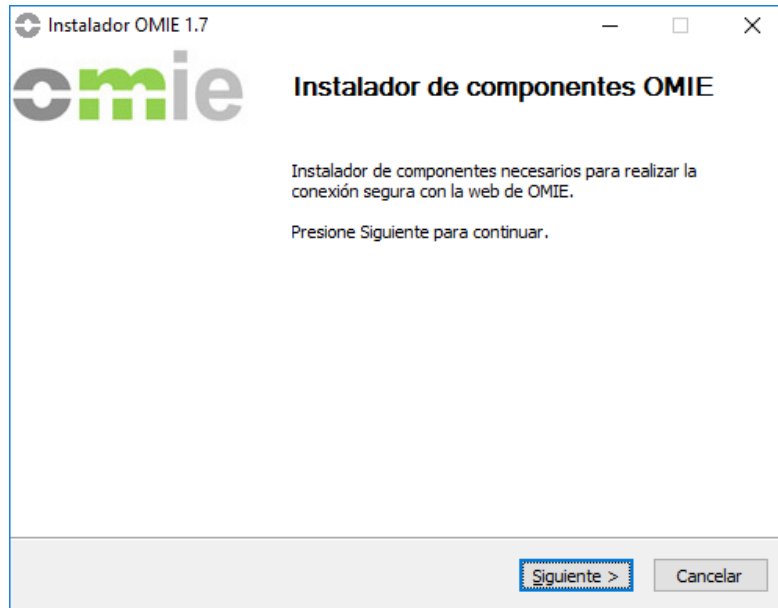 Instalador OMIE 1.7
omie
Instalador de componentes OMIE
Instalador de componentes necesarios para realizar la
conexión segura con la web de OMIE.
Presione Siguiente para continuar.
Siguiente >
Cancelar